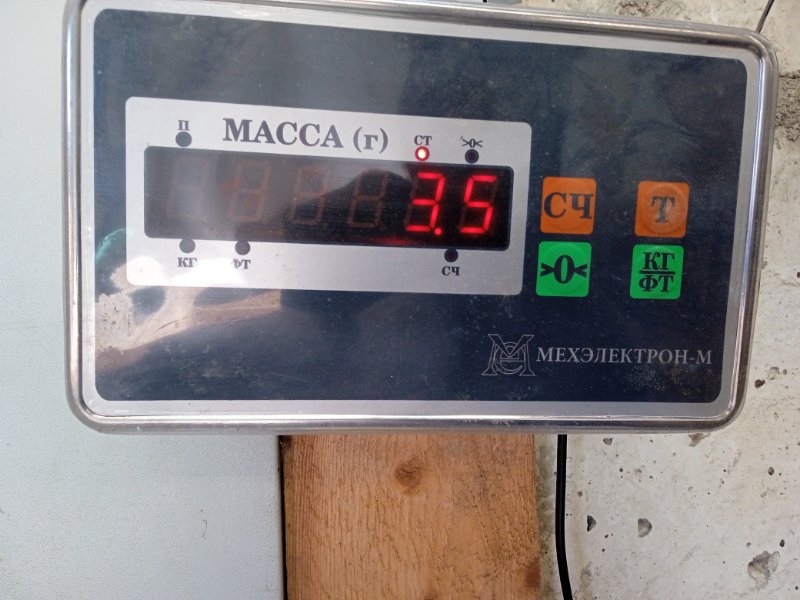 П
МАССА (г)
СТ
>0<
3.5
КГ
ФТ
СЧ
СЧ
Т
>0<
КГ
ФТ
МЕХЭЛЕКТРОН-М